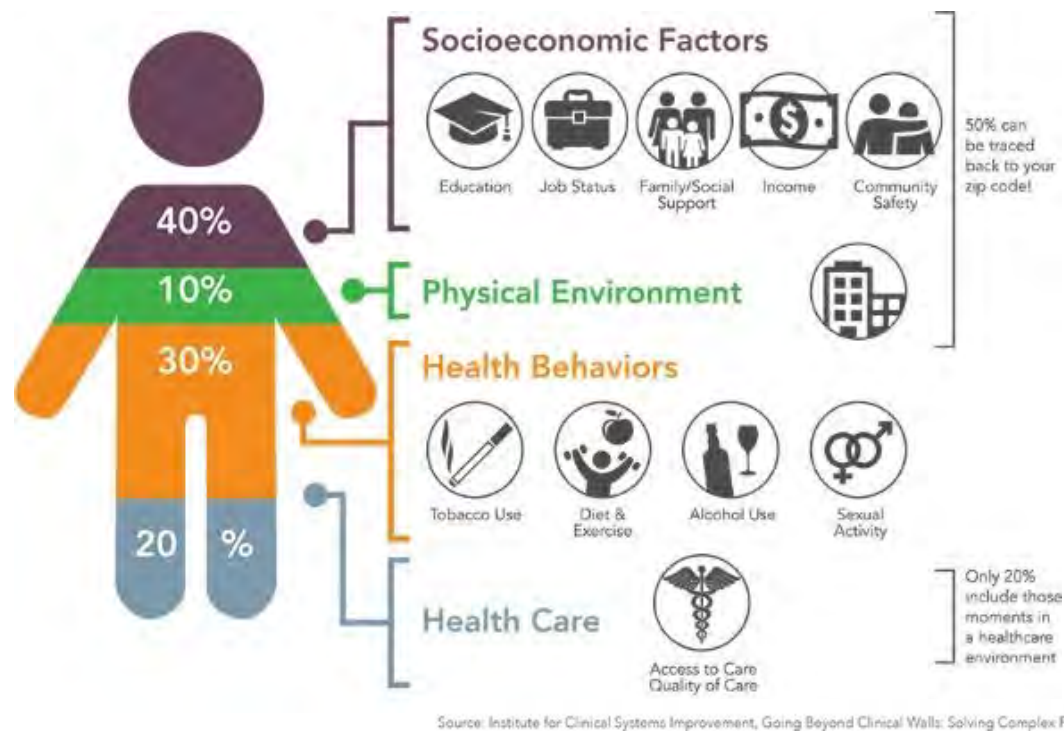 Socioeconomic Factors
Education
Job Status
Family/Social
Support
Income
Community
Safety
50% can
be traced
back to your
zip code!
40%
10%
Physical Environment
30%
Health Behaviors
Tobacco Use
Diet &
Exercise
Alcohol Use
Sexual
Activity
20 %
Health Care
Access to Care
Quality of Care
Only 20%
include those
moments in
a healthcare
environment
Source: Institute for Clinical Systems Improvement, Going Beyond Clinical Walls: Solving Complex